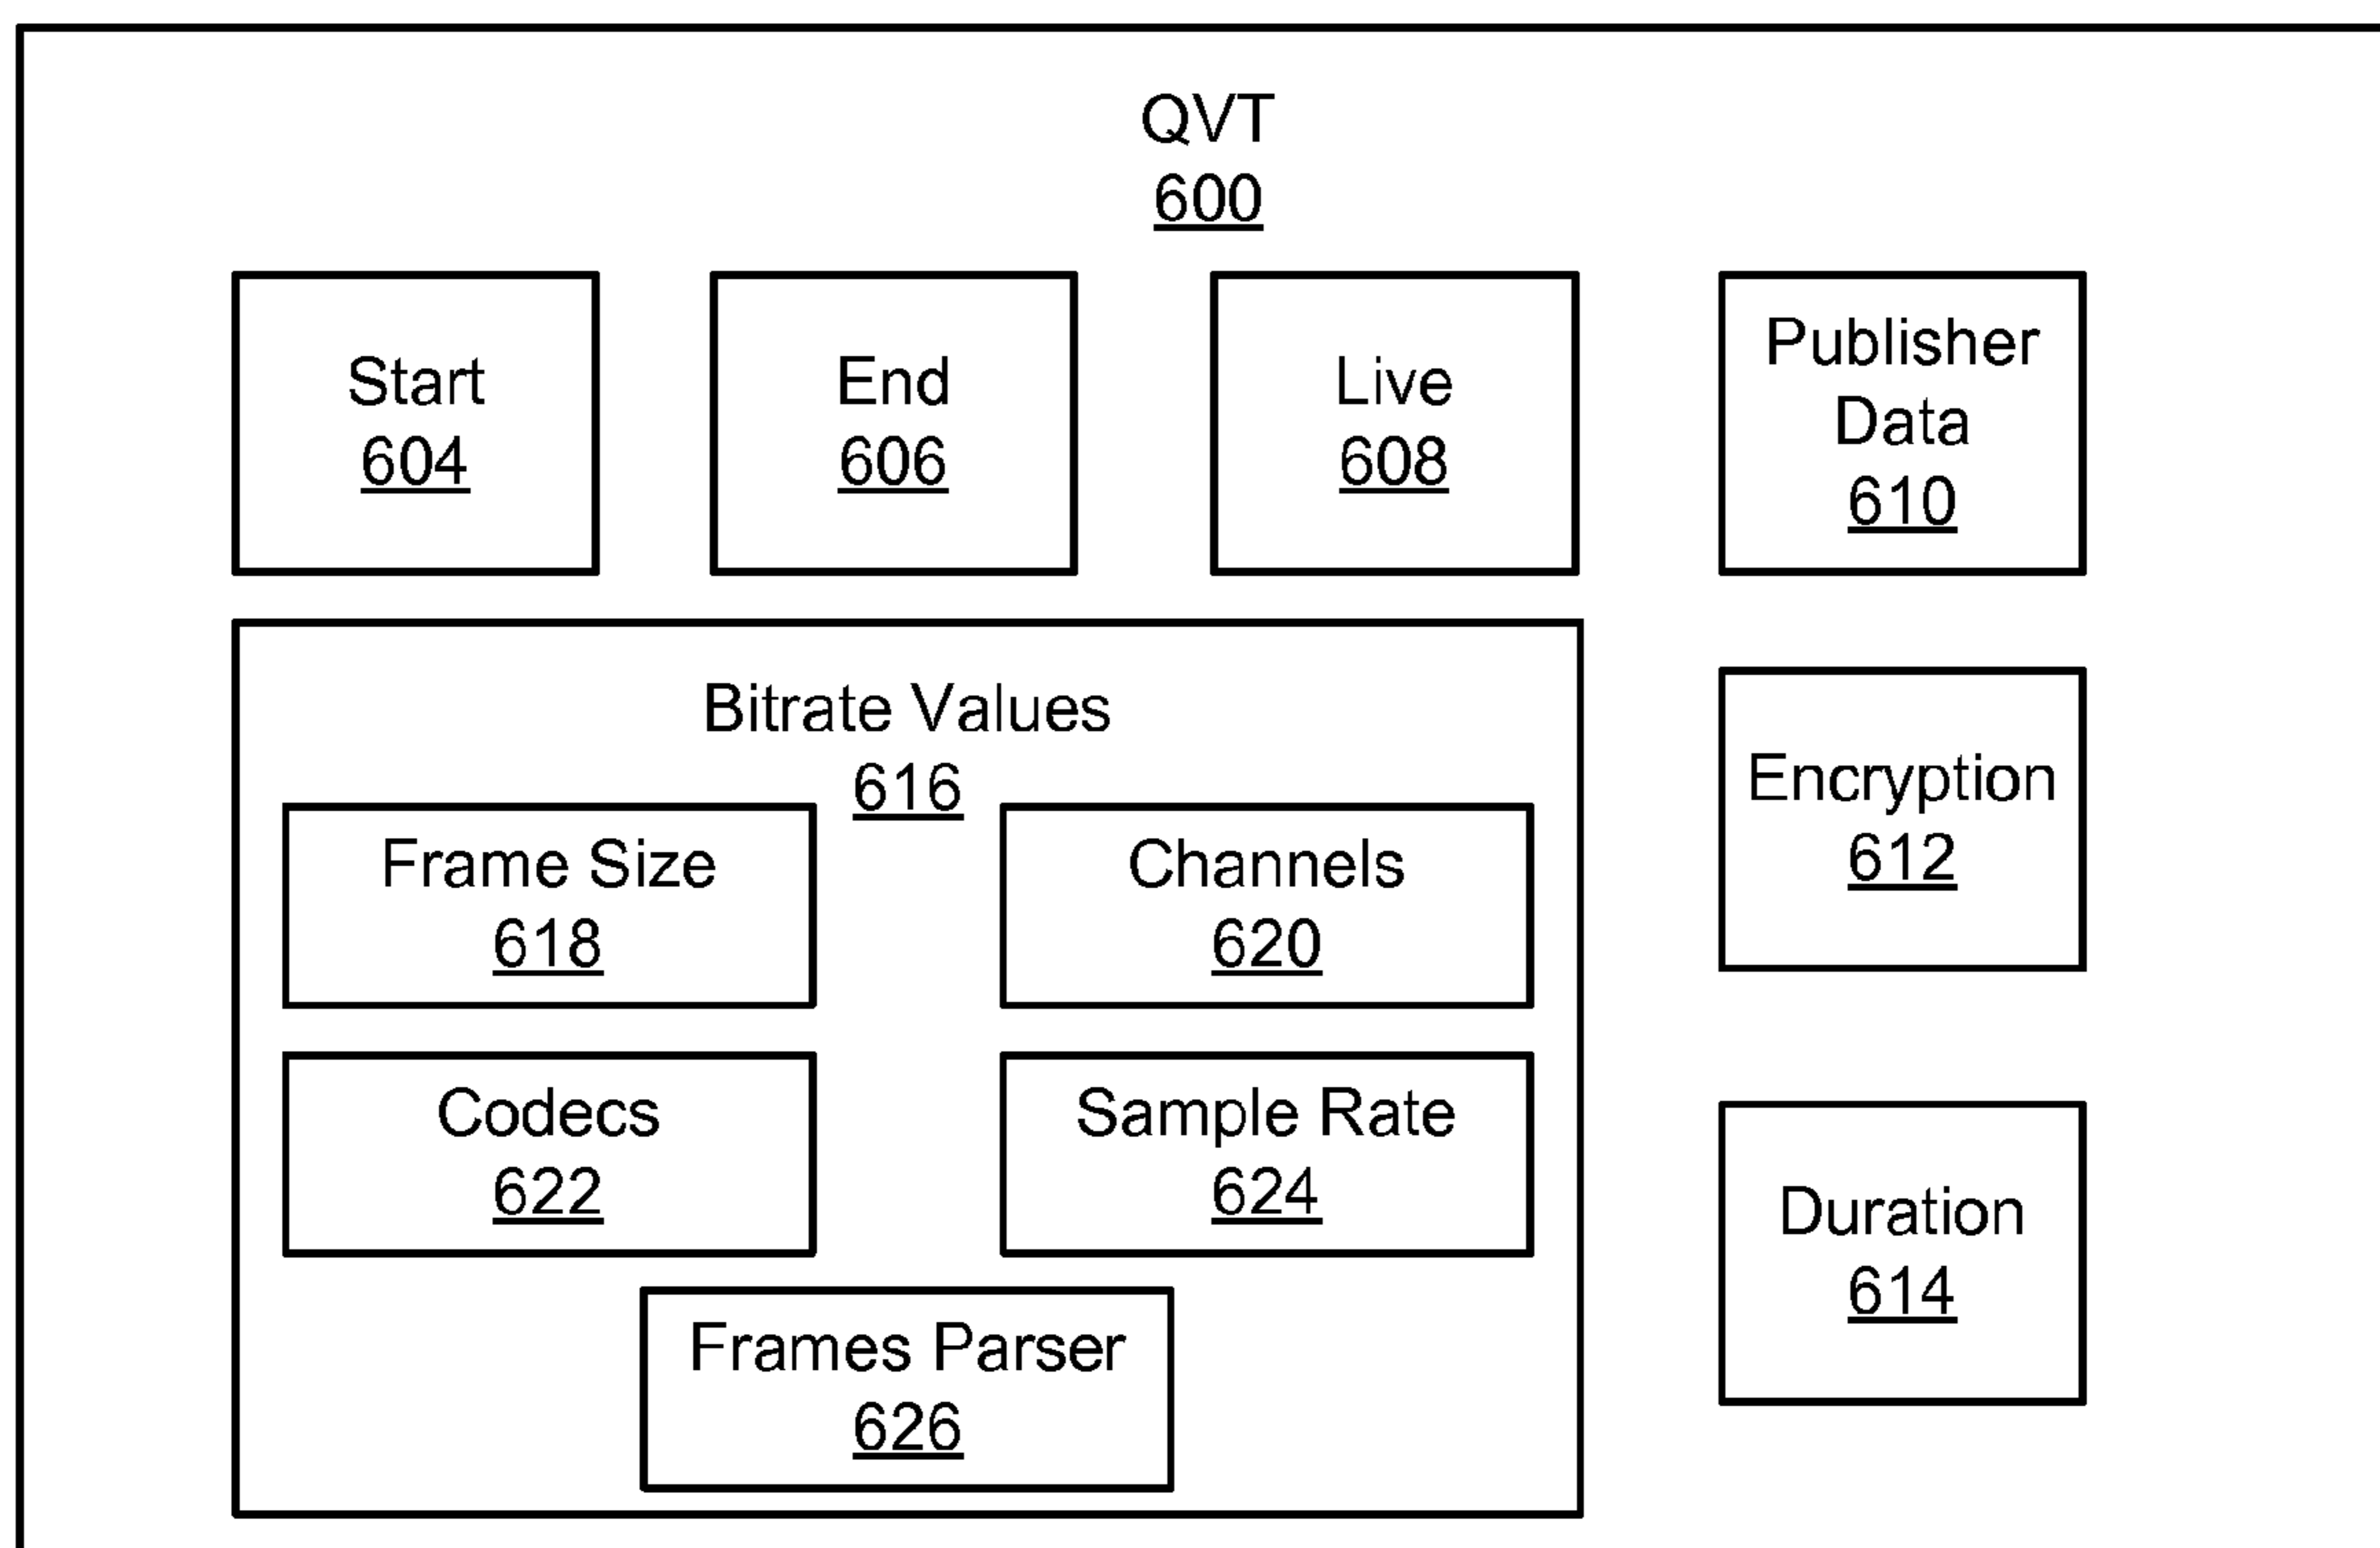 QVT
600
Start
604
End
606
Live
608
Publisher
Data
610
Bitrate Values
616
Frame Size
618
Channels
620
Codecs
622
Sample Rate
624
Frames Parser
626
Encryption
612
Duration
614